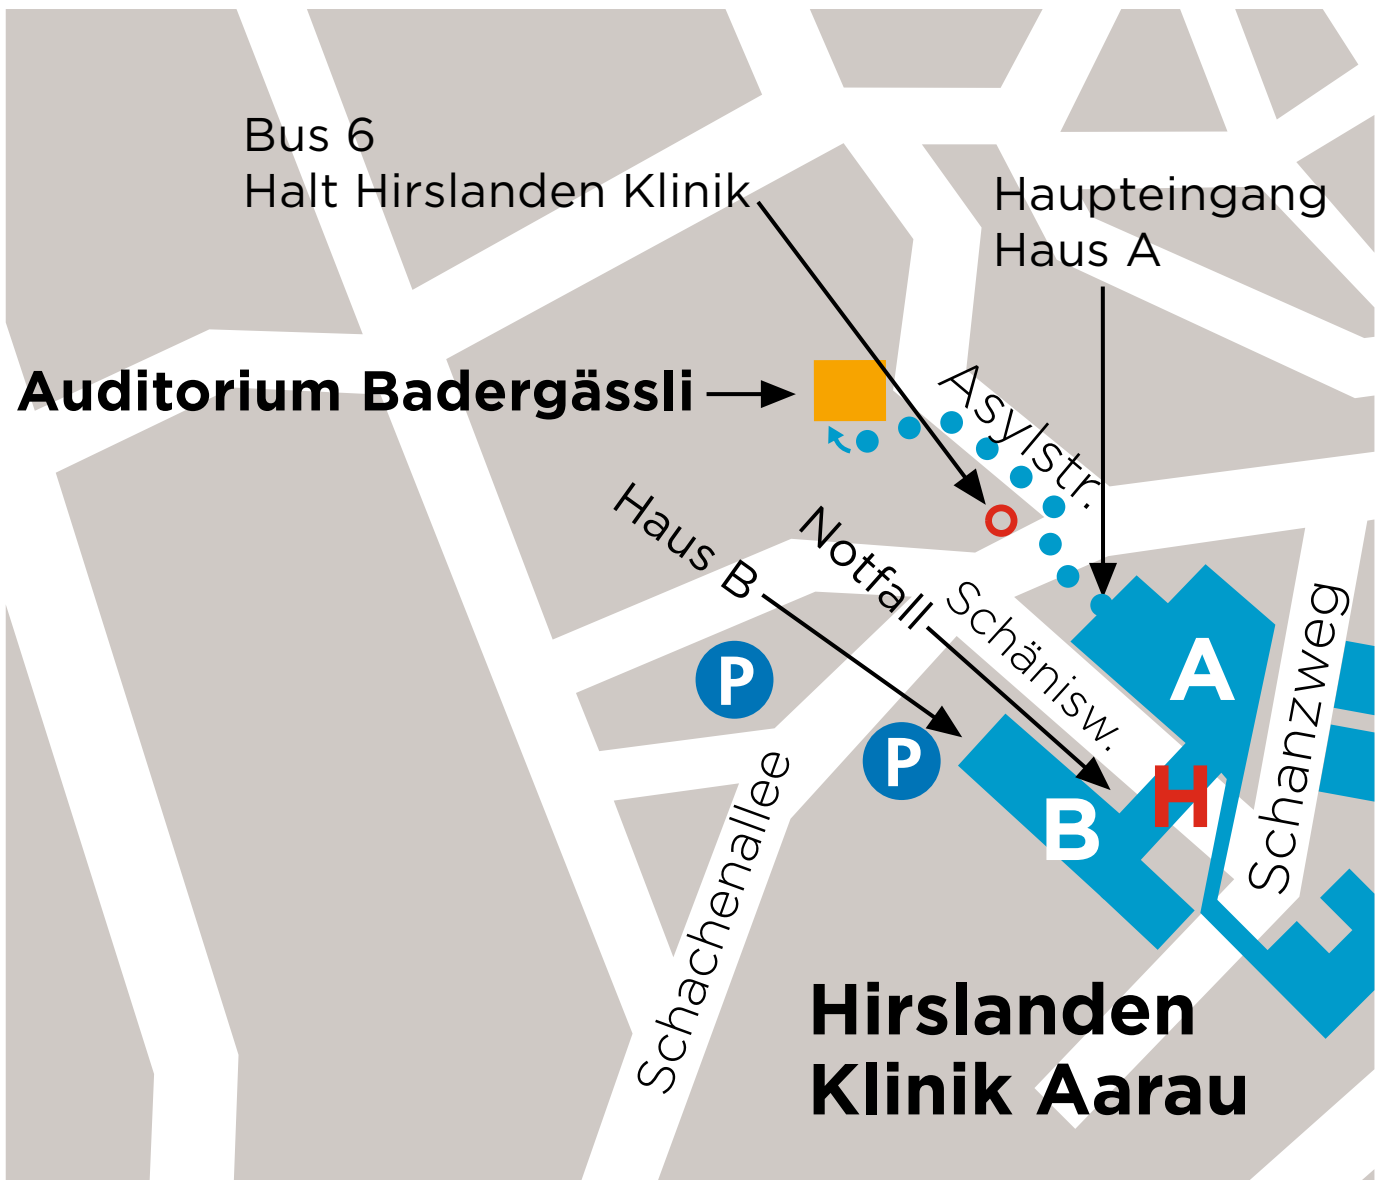 Bus 6
Halt Hirslanden Klinik
Haupteingang
Haus A
Auditorium Badergässli
Asylstr.
Haus B
Notfall
Schänisw.
Schanzweg
P
P
A
H
B
Schachenallee
Hirslanden
Klinik Aarau